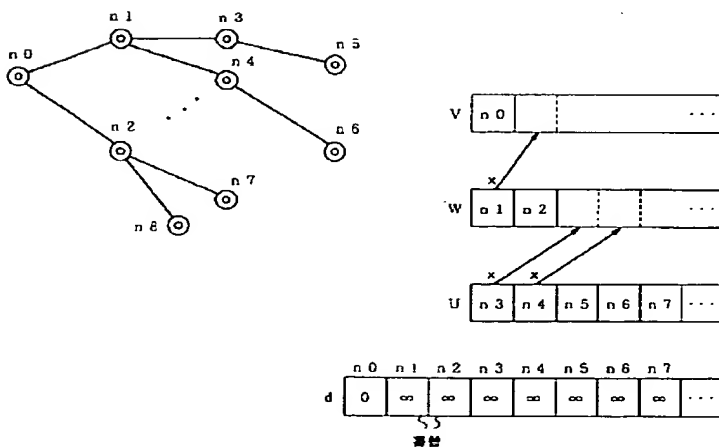 n 1
n 3
n 5
n 0
n 4
n 2
n 6
n 7
n 8
V n 0 ···
×
W n 1 n 2 ···
× ×
U n 3 n 4 n 5 n 6 n 7 ···
n 0 n 1 n 2 n 3 n 4 n 5 n 6 n 7
d 0 ∞ ∞ ∞ ∞ ∞ ∞ ∞ ···